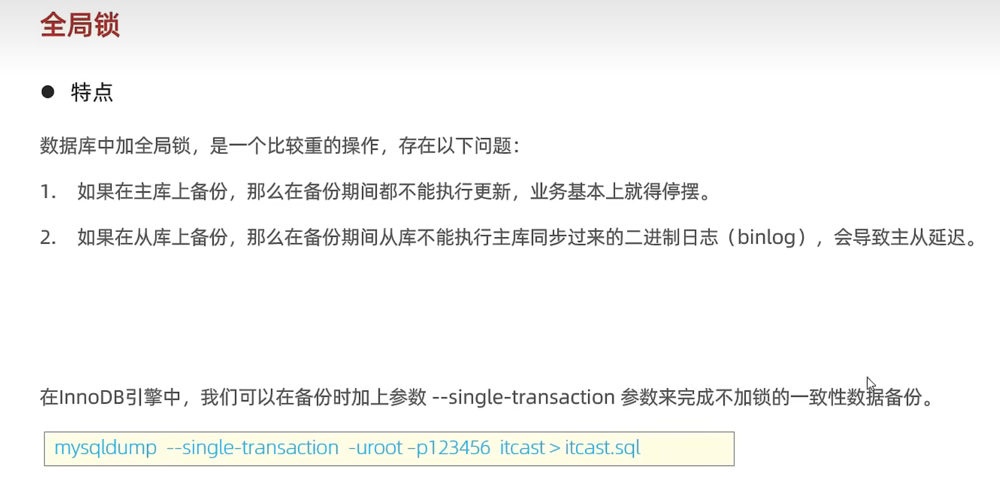 全局锁
● 特点
数据库中加全局锁，是一个比较重的操作，存在以下问题：
1. 如果在主库上备份，那么在备份期间都不能执行更新，业务基本上就得停摆。
2. 如果在从库上备份，那么在备份期间从库不能执行主库同步过来的二进制日志（binlog），会导致主从延迟。
在InnoDB引擎中，我们可以在备份时加上参数 --single-transaction 参数来完成不加锁的一致性数据备份。
mysqldump --single-transaction -uroot –p123456 itcast > itcast.sql